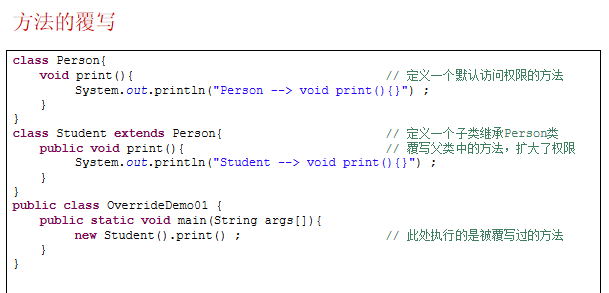 方法的覆写
class Person{
void print(){ // 定义一个默认访问权限的方法
System.out.println("Person --> void print(){}") ;
}
}
class Student extends Person{ // 定义一个子类继承Person类
public void print(){ // 覆写父类中的方法，扩大了权限
System.out.println("Student --> void print(){}") ;
}
}
public class OverrideDemo01 {
public static void main(String args[]){
new Student().print() ; // 此处执行的是被覆写过的方法
}
}